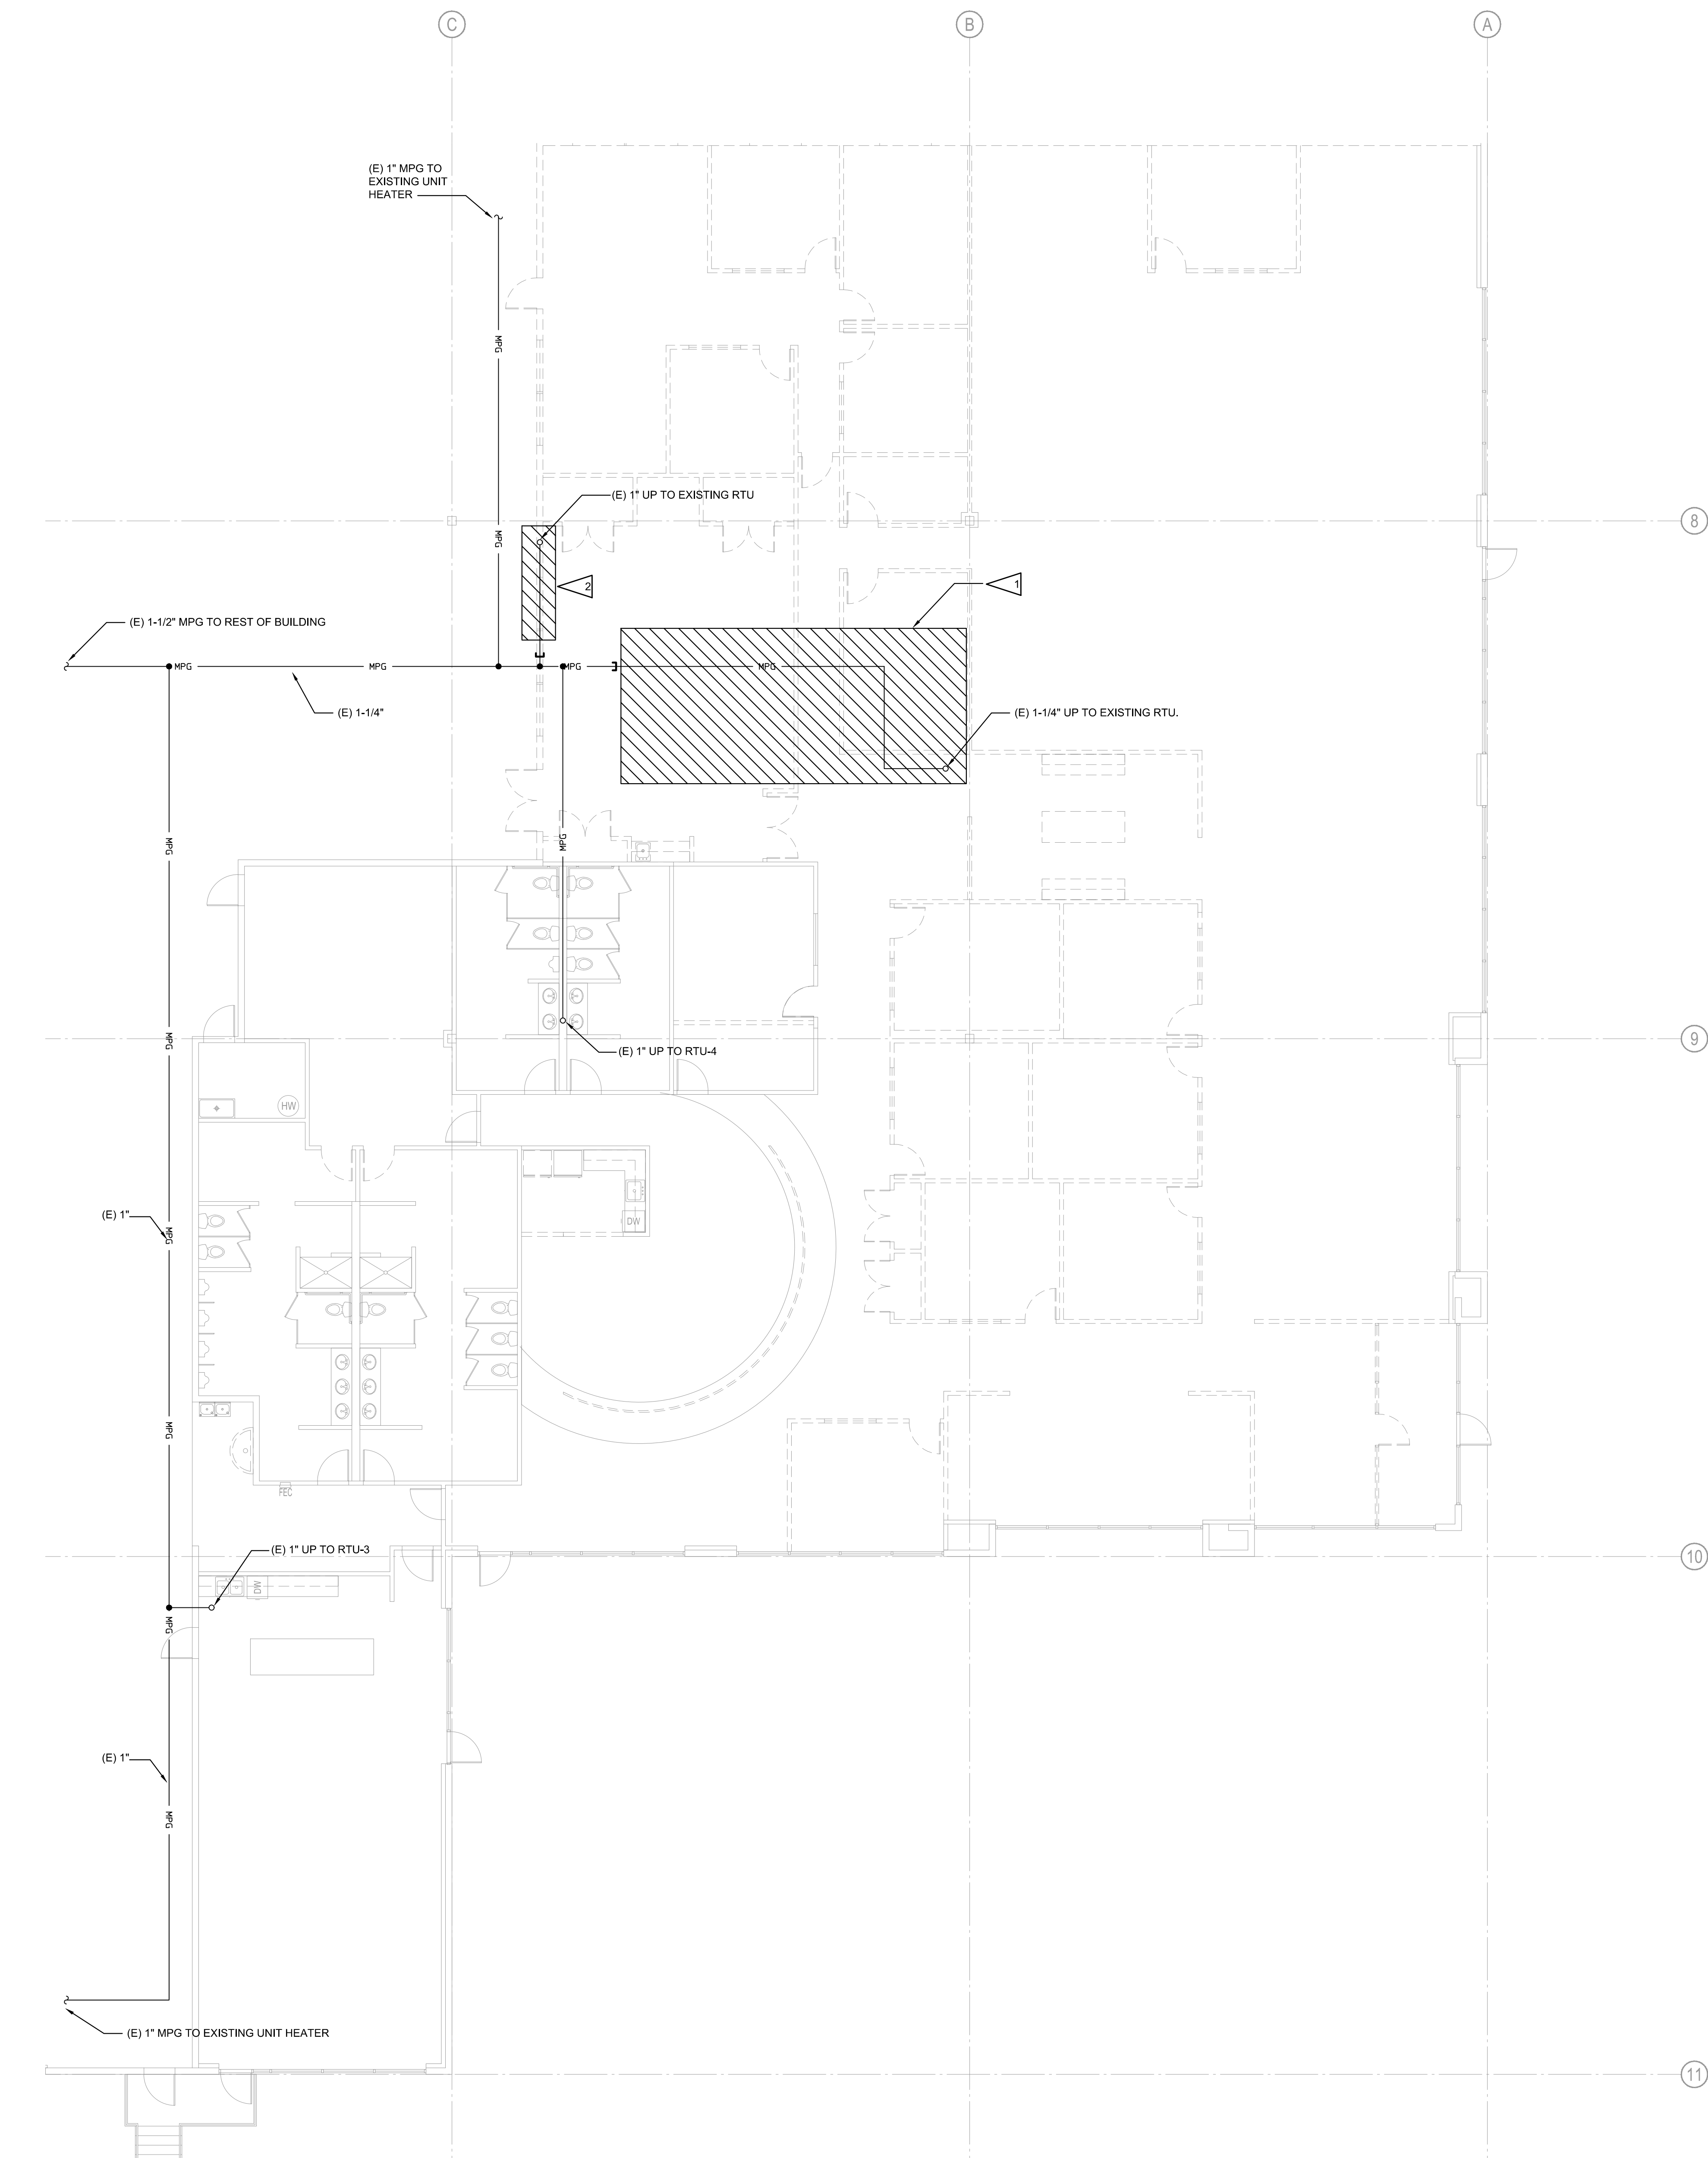 C
B
A
(E) 1" MPG TO
EXISTING UNIT
HEATER
MPG
(E) 1" UP TO EXISTING RTU
8
MPG
2
1
(E) 1-1/2" MPG TO REST OF BUILDING
MPG
MPG
MPG
MPG
(E) 1-1/4"
(E) 1-1/4" UP TO EXISTING RTU.
MPG
MPG
MPG
9
(E) 1" UP TO RTU-4
HW
(E) 1"
MPG
DW
MPG
FEC
(E) 1" UP TO RTU-3
10
DW
MPG
(E) 1"
MPG
(E) 1" MPG TO EXISTING UNIT HEATER
11